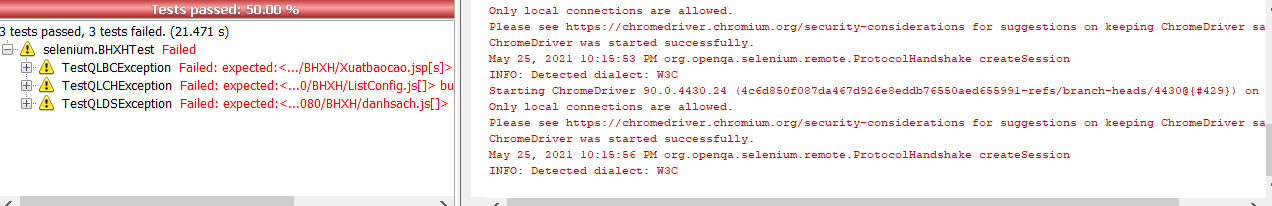 Tests passed: 50.00 %
3 tests passed, 3 tests failed. (21.471 s)
selenium.BHXHTest Failed
TestQLBCException Failed: expected:<.../BHXH/Xuatbaocao.jsp[s]>
TestQLCHException Failed: expected:<...0/BHXH/ListConfig.js[]> bu
TestQLDSException Failed: expected:<...080/BHXH/danhsach.js[]>
Only local connections are allowed.
Please see https://chromedriver.chromium.org/security-considerations for suggestions on keeping ChromeDriver sa
ChromeDriver was started successfully.
May 25, 2021 10:15:53 PM org.openqa.selenium.remote.ProtocolHandshake createSession
INFO: Detected dialect: W3C
Starting ChromeDriver 90.0.4430.24 (4c6d850f087da467d926e8eddb76550aed655991-refs/branch-heads/4430@{#429}) on
Only local connections are allowed.
Please see https://chromedriver.chromium.org/security-considerations for suggestions on keeping ChromeDriver sa
ChromeDriver was started successfully.
May 25, 2021 10:15:56 PM org.openqa.selenium.remote.ProtocolHandshake createSession
INFO: Detected dialect: W3C